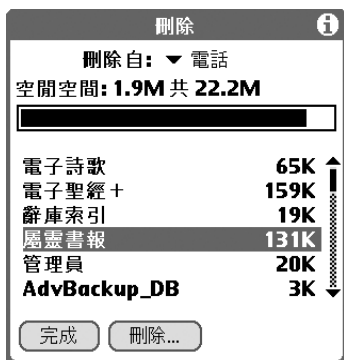 刪除
刪除自: 電話
空閒空間: 1.9M 共 22.2M
電子詩歌 65K
電子聖經+ 159K
辭庫索引 19K
屬靈書報 131K
管理員 20K
AdvBackup_DB 3K
完成 刪除...